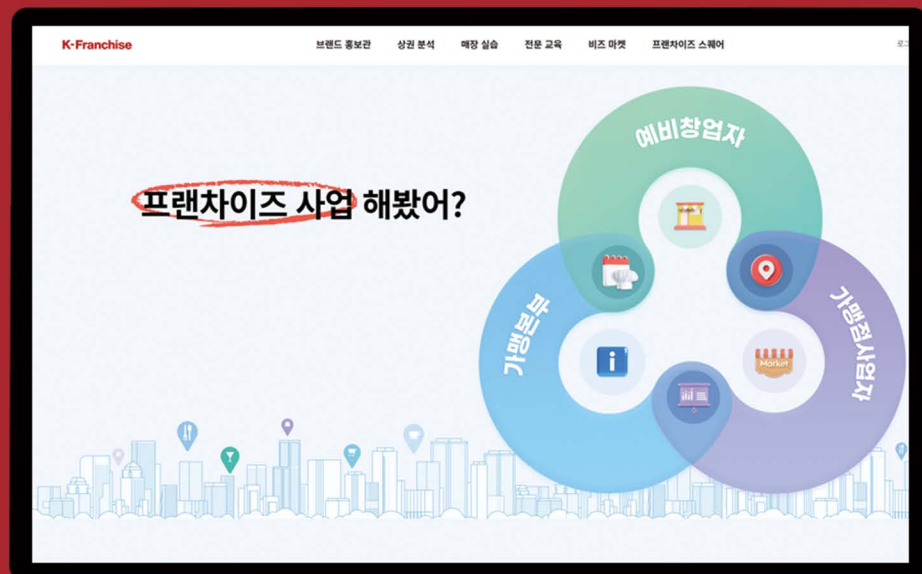 K-Franchise
브랜드 홍보관 상권 분석 매장 실습 전문 교육 비즈 마켓 프랜차이즈 스퀘어
프랜차이즈 사업 해봤어?
예비창업자
가맹본부
가맹점사업자
Market